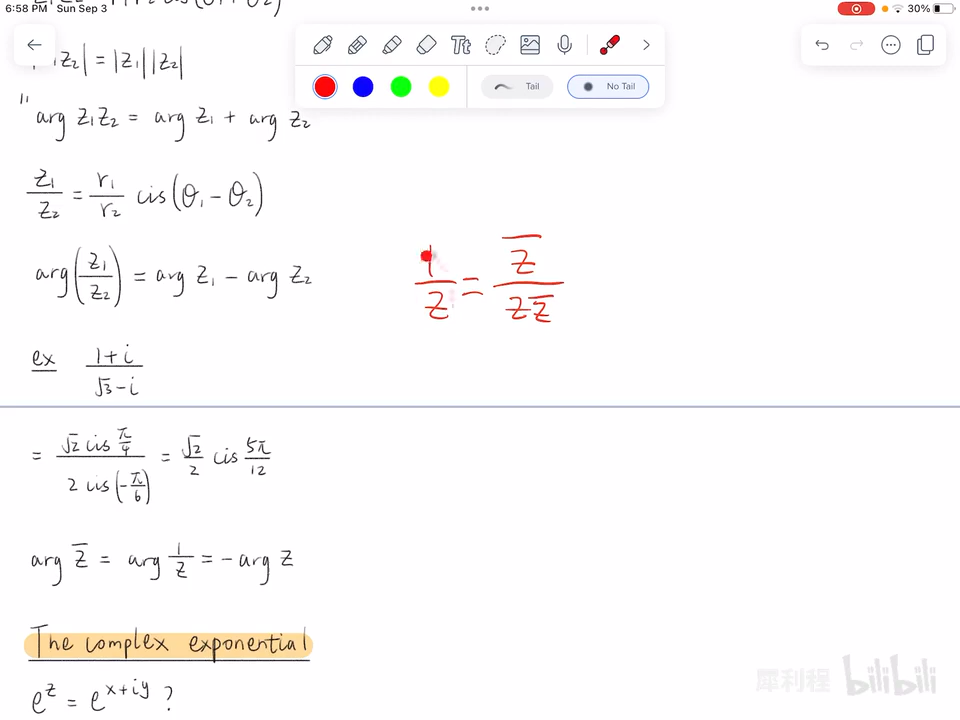 6:58 PM Sun Sep 3
30%
Tail
No Tail
z₂| = |z₁||z₂|
" arg z₁z₂ = arg z₁ + arg z₂
z₁/z₂ = r₁/r₂ cis(θ₁ - θ₂)
arg(z₁/z₂) = arg z₁ - arg z₂
1/z = z̅/zz̅
ex (1+i)/(√3-i)
= √2 cis π/4 / 2 cis(-π/6) = √2/2 cis 5π/12
arg z̅ = arg 1/z = - arg z
The complex exponential
e^z = e^(x+iy) ?
犀利程 bilibili